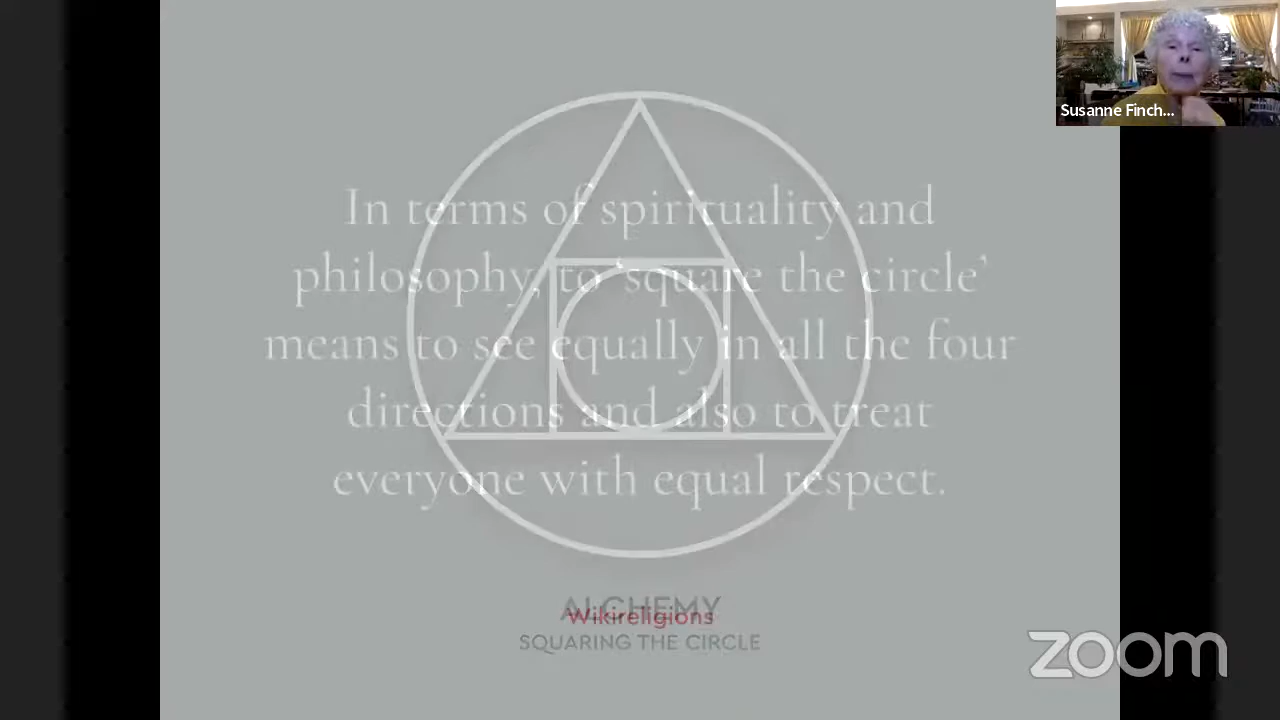 Susanne Finch...
In terms of spirituality and
philosophy, to 'square the circle'
means to see equally in all the four
directions and also to treat
everyone with equal respect.
ALCHEMY
Wikireligions
SQUARING THE CIRCLE
zoom